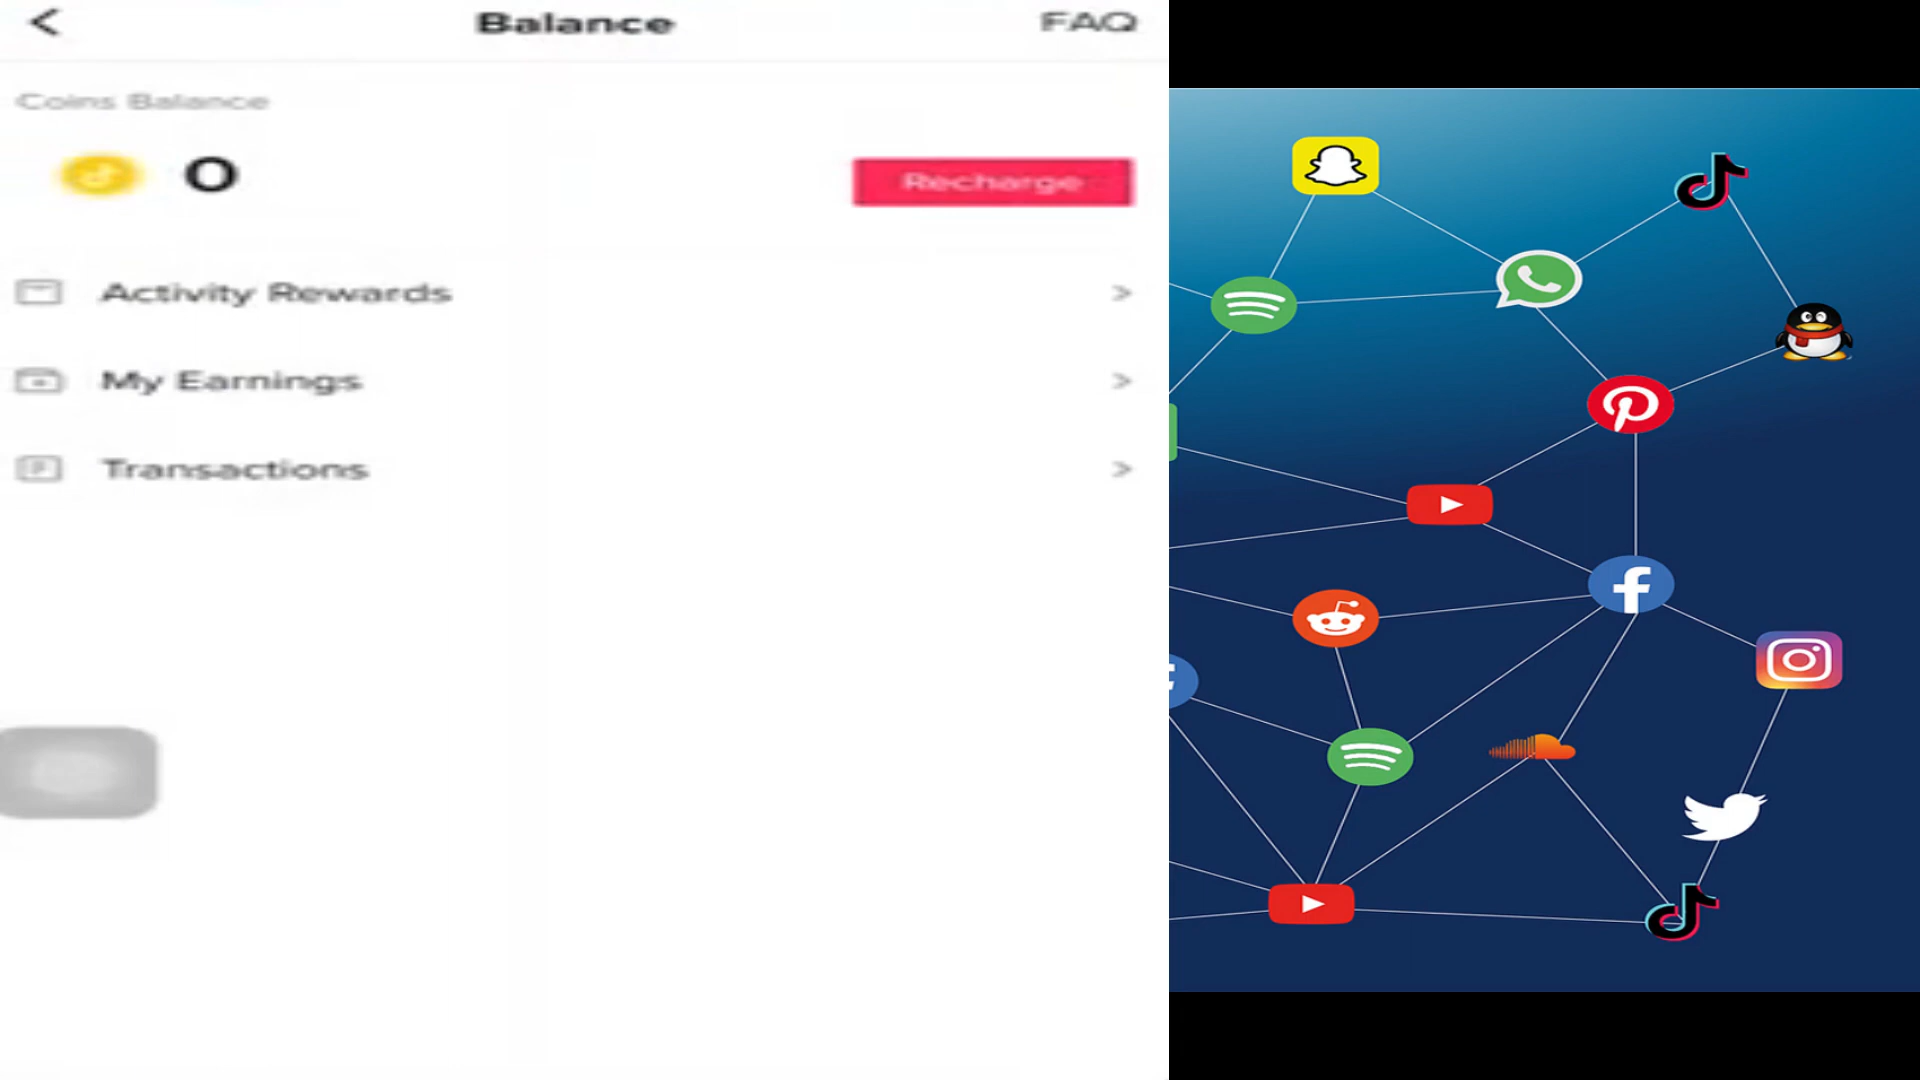 Balance
FAQ
Coins Balance
0
Recharge
Activity Rewards
My Earnings
Transactions